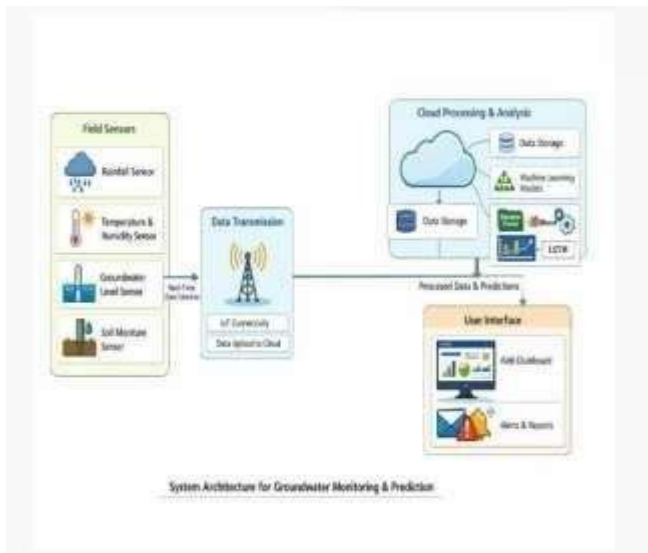 Field Sensors
Rainfall Sensor
Temperature &
Humidity Sensor
Groundwater
Level Sensor
Soil Moisture
Sensor
Real-Time
Data Transmission
IoT Connectivity
Data Upload to Cloud
Cloud Processing & Analysis
Data Storage
Machine Learning
Models
Data Storage
LSTM
Processed Data & Predictions
User Interface
Web Dashboard
Alerts & Reports
System Architecture for Groundwater Monitoring & Prediction